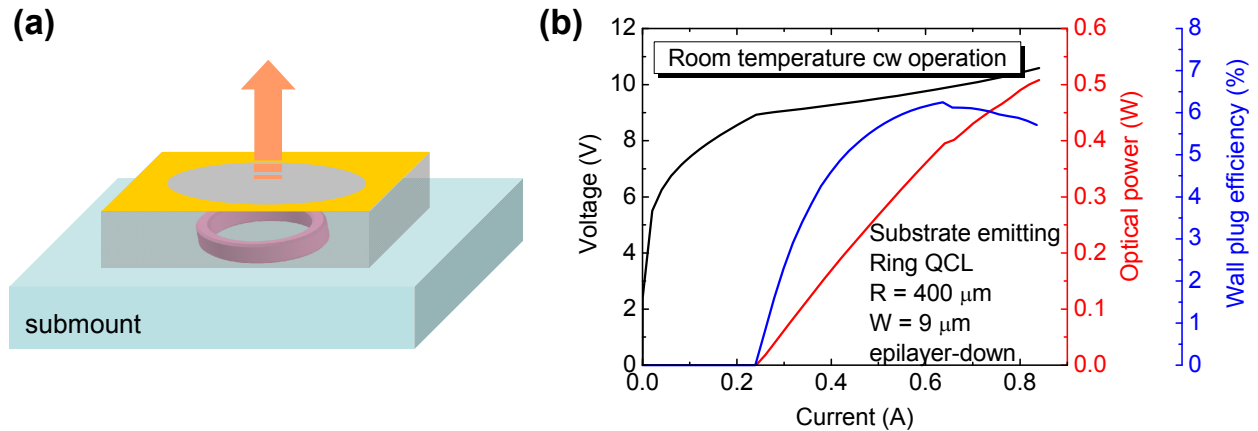 (a)
submount
(b)
Room temperature cw operation
Substrate emitting
Ring QCL
R = 400 μm
W = 9 μm
epilayer-down
Voltage (V)
12
10
8
6
4
2
0
0.0 0.2 0.4 0.6 0.8
Current (A)
0.6
0.5
0.4
0.3
0.2
0.1
0.0
Optical power (W)
8
7
6
5
4
3
2
1
0
Wall plug efficiency (%)